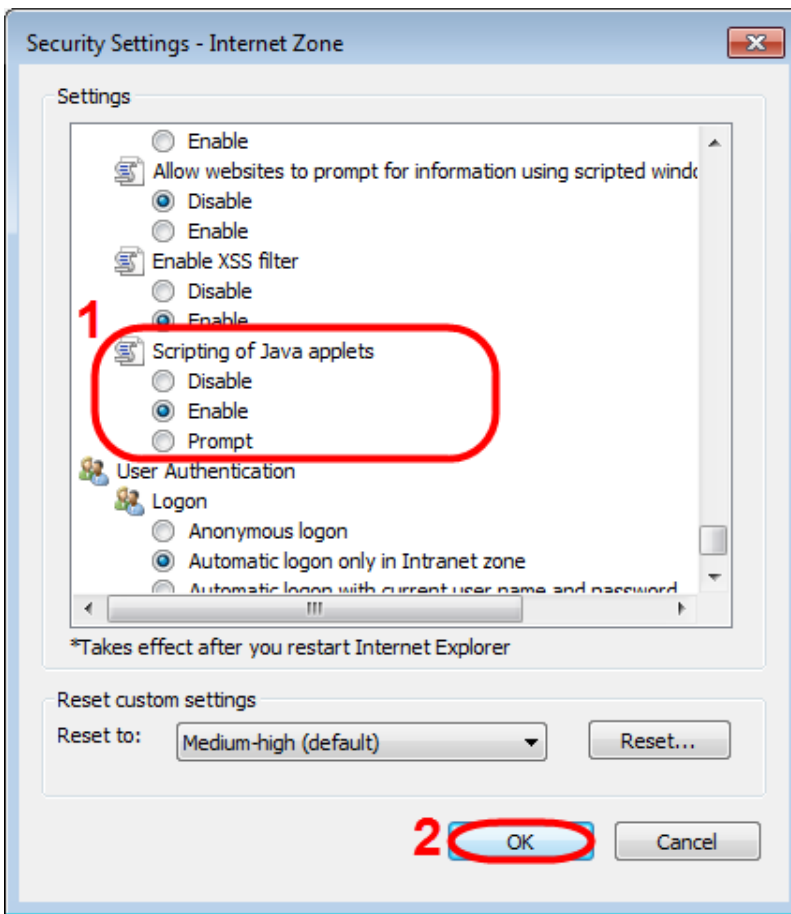 Security Settings - Internet Zone
Settings
Enable
Allow websites to prompt for information using scripted windo
Disable
Enable
Enable XSS filter
Disable
1
Enable
Scripting of Java applets
Disable
Enable
Prompt
User Authentication
Logon
Anonymous logon
Automatic logon only in Intranet zone
Automatic logon with current user name and password
*Takes effect after you restart Internet Explorer
Reset custom settings
Reset to: Medium-high (default) Reset...
2 OK Cancel